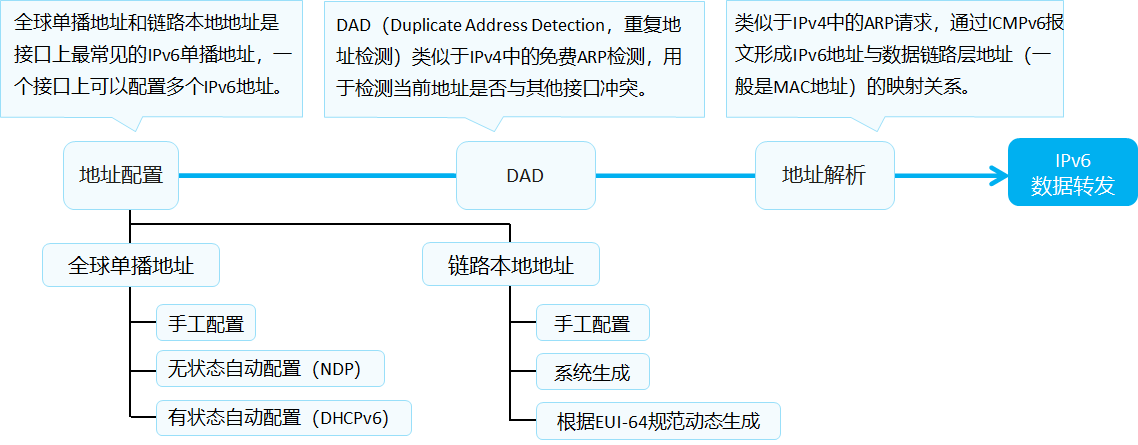 全球单播地址和链路本地地址是
接口上最常见的IPv6单播地址，一
个接口上可以配置多个IPv6地址。
DAD（Duplicate Address Detection，重复地
址检测）类似于IPv4中的免费ARP检测，用
于检测当前地址是否与其他接口冲突。
类似于IPv4中的ARP请求，通过ICMPv6报
文形成IPv6地址与数据链路层地址（一
般是MAC地址）的映射关系。
地址配置
DAD
地址解析
IPv6
数据转发
全球单播地址
链路本地地址
手工配置
无状态自动配置（NDP）
有状态自动配置（DHCPv6）
手工配置
系统生成
根据EUI-64规范动态生成